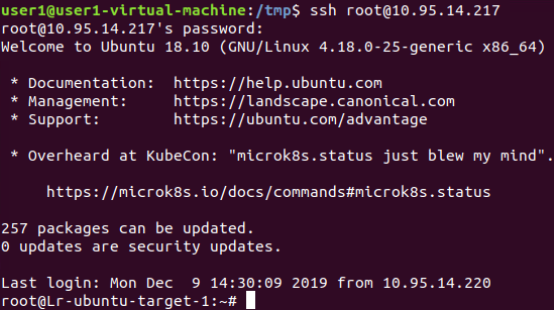 user1@user1-virtual-machine:/tmp$ ssh root@10.95.14.217
root@10.95.14.217's password:
Welcome to Ubuntu 18.10 (GNU/Linux 4.18.0-25-generic x86_64)
* Documentation:  https://help.ubuntu.com
* Management:     https://landscape.canonical.com
* Support:        https://ubuntu.com/advantage
* Overheard at KubeCon: "microk8s.status just blew my mind".
https://microk8s.io/docs/commands#microk8s.status
257 packages can be updated.
0 updates are security updates.
Last login: Mon Dec  9 14:30:09 2019 from 10.95.14.220
root@Lr-ubuntu-target-1:~#